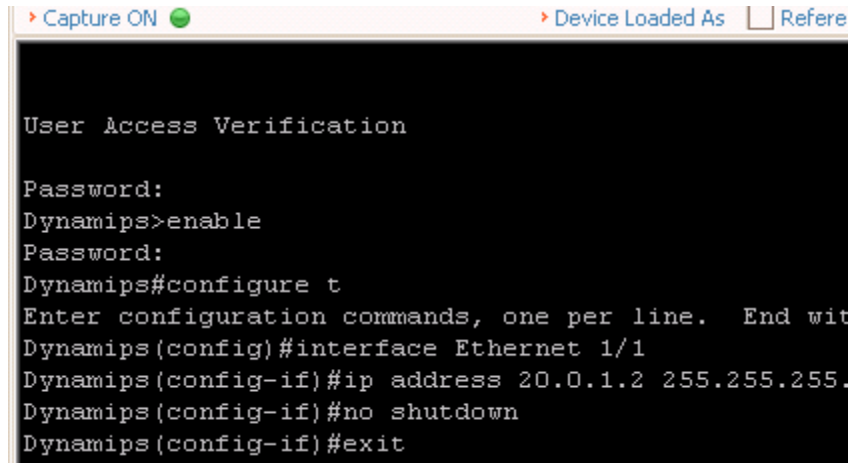 Capture ON Device Loaded As Refere
User Access Verification
Password:
Dynamips>enable
Password:
Dynamips#configure t
Enter configuration commands, one per line. End wit
Dynamips(config)#interface Ethernet 1/1
Dynamips(config-if)#ip address 20.0.1.2 255.255.255.
Dynamips(config-if)#no shutdown
Dynamips(config-if)#exit